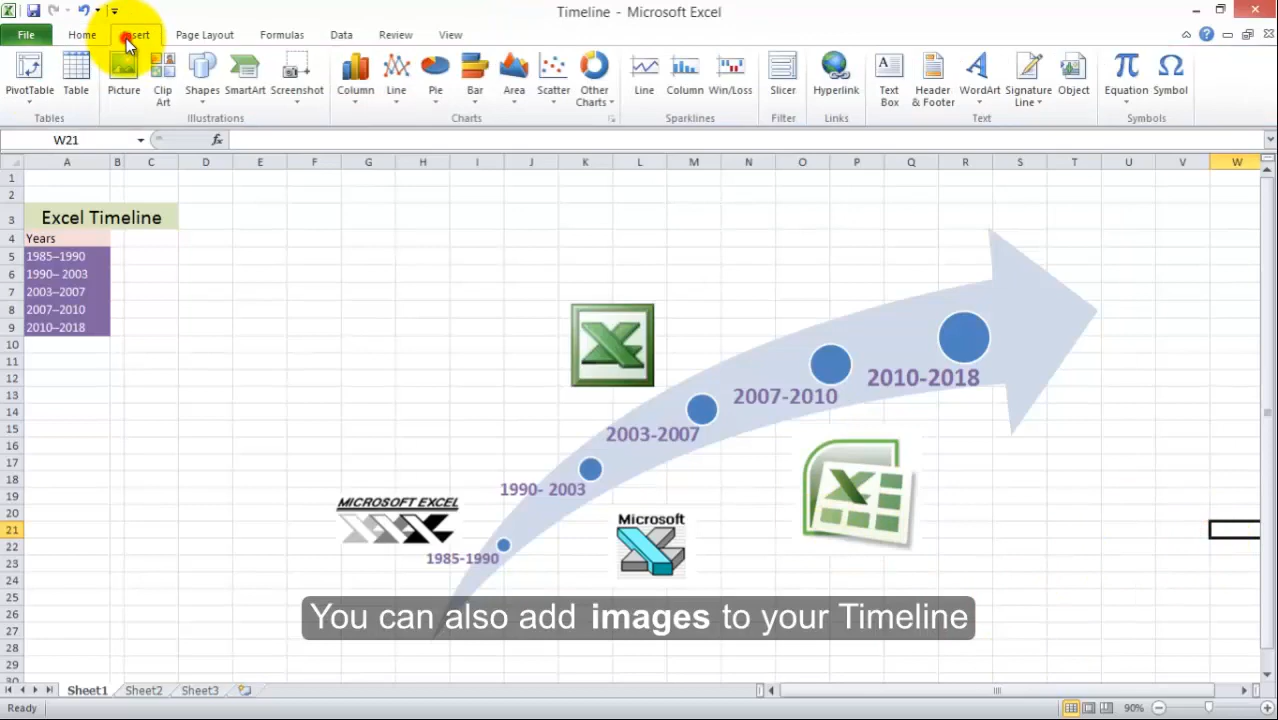 Timeline - Microsoft Excel
File Home Insert Page Layout Formulas Data Review View
PivotTable Table Picture Clip Art Shapes SmartArt Screenshot Column Line Pie Bar Area Scatter Other Charts Line Column Win/Loss Slicer Hyperlink Text Box Header & Footer WordArt Signature Line Object Equation Symbol
Tables Illustrations Charts Sparklines Filter Links Text Symbols
W21 fx
A B C D E F G H I J K L M N O P Q R S T U V W
1
2
3 Excel Timeline
4 Years
5 1985–1990
6 1990– 2003
7 2003–2007
8 2007–2010
9 2010–2018
10
11
12
13
14
15
16
17
18
19
20
21
22
23
24
25
26
27
28
29
30
2010-2018
2007-2010
2003-2007
1990- 2003
MICROSOFT EXCEL
Microsoft
1985-1990
You can also add images to your Timeline
Sheet1 Sheet2 Sheet3
Ready 90%